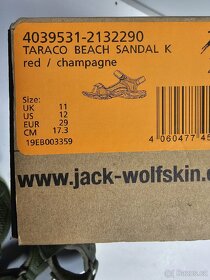 4039531-2132290
TARACO BEACH SANDAL K
red / champagne
Size:
UK 11
US 12
EUR 29
CM 17.3
19EB003359
4 060477 45
www.jack-wolfskin.